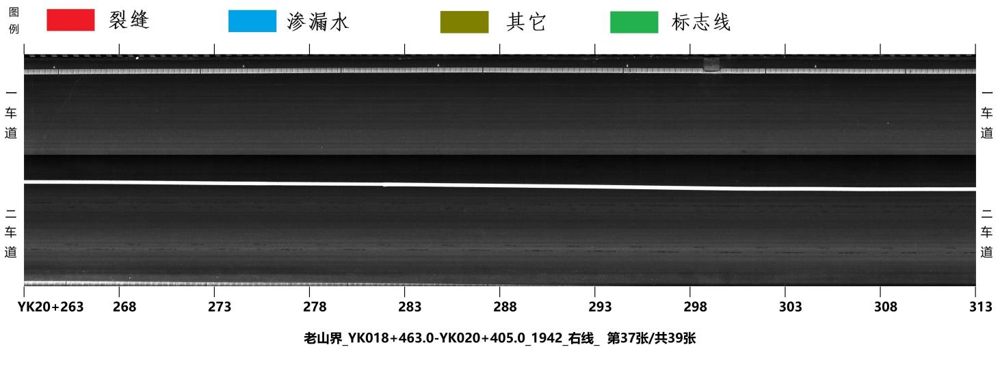 图例 裂缝 渗漏水 其它 标志线
一车道 一车道
二车道 二车道
YK20+263 268 273 278 283 288 293 298 303 308 313
老山界_YK018+463.0-YK020+405.0_1942_右线_ 第37张/共39张